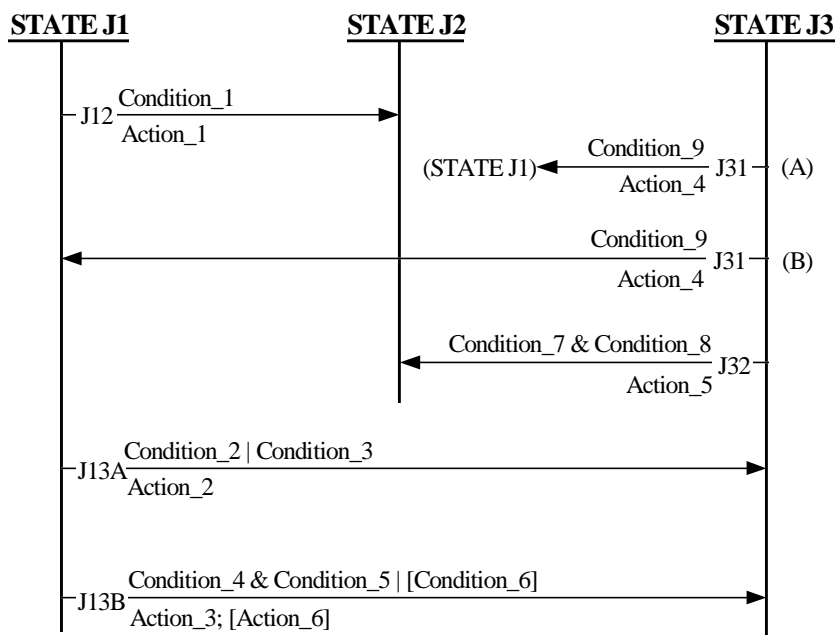 STATE J1 STATE J2 STATE J3
Condition_1
J12
Action_1
Condition_9
(STATE J1) J31 (A)
Action_4
Condition_9
J31 (B)
Action_4
Condition_7 & Condition_8
J32
Action_5
Condition_2 | Condition_3
J13A
Action_2
Condition_4 & Condition_5 | [Condition_6]
J13B
Action_3; [Action_6]